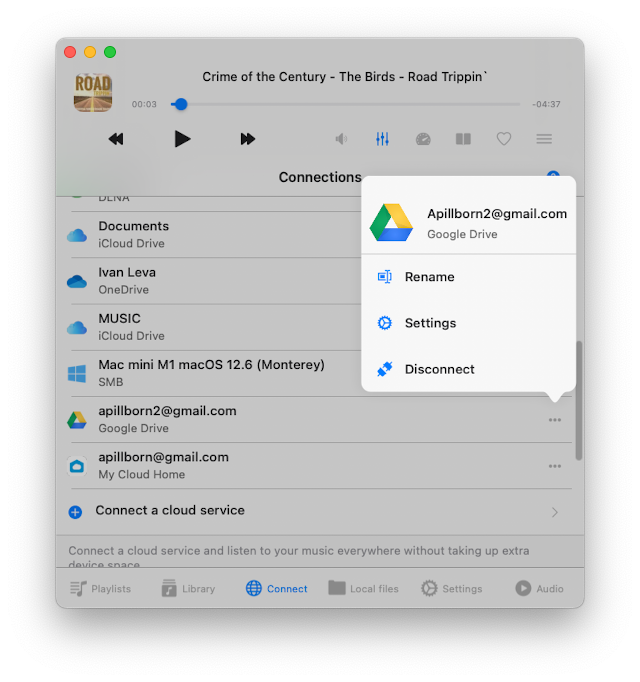 ROAD
Crime of the Century - The Birds - Road Trippin`
00:03
-04:37
Connections
DENA
Documents
iCloud Drive
Ivan Leva
OneDrive
MUSIC
iCloud Drive
Mac mini M1 macOS 12.6 (Monterey)
SMB
apillborn2@gmail.com
Google Drive
apillborn@gmail.com
My Cloud Home
Connect a cloud service
Connect a cloud service and listen to your music everywhere without taking up extra
device space.
Apillborn2@gmail.com
Google Drive
Rename
Settings
Disconnect
Playlists
Library
Connect
Local files
Settings
Audio